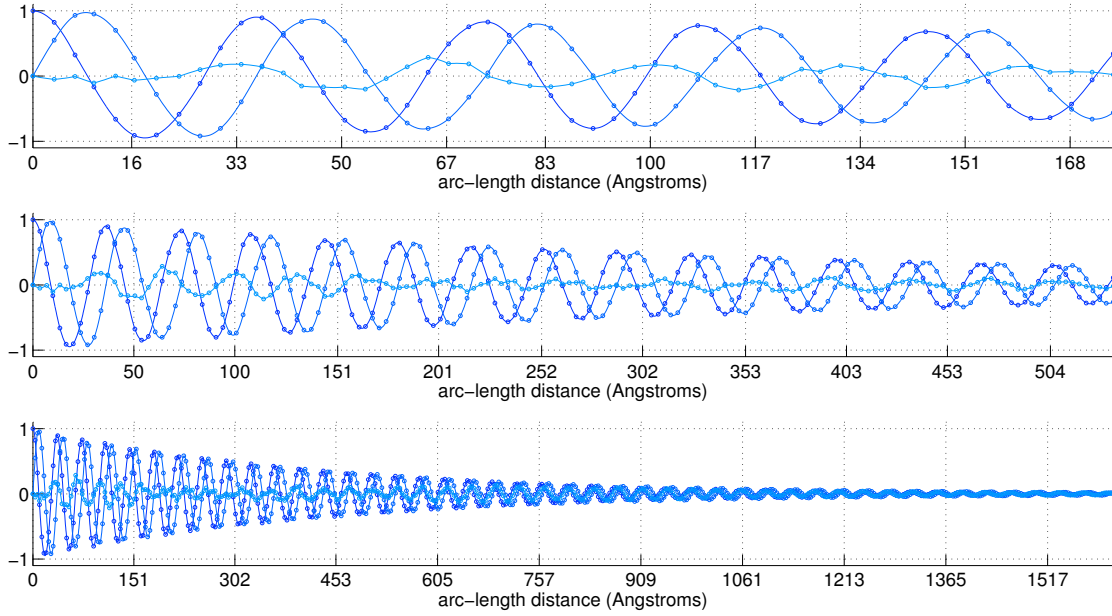 1
0
−1
0 16 33 50 67 83 100 117 134 151 168
arc−length distance (Angstroms)
1
0
−1
0 50 100 151 201 252 302 353 403 453 504
arc−length distance (Angstroms)
1
0
−1
0 151 302 453 605 757 909 1061 1213 1365 1517
arc−length distance (Angstroms)